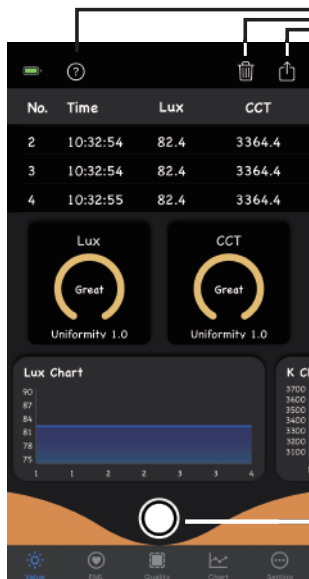 ?
No. Time Lux CCT
2 10:32:54 82.4 3364.4
3 10:32:54 82.4 3364.4
4 10:32:55 82.4 3364.4
Lux CCT
Great Great
Uniformity 1.0 Uniformity 1.0
Lux Chart
90
87
84
81
78
75
1 1 2 2 3 3 4
K C
3700
3600
3500
3400
3300
3200
3100
Value EML Quality Chart Setting